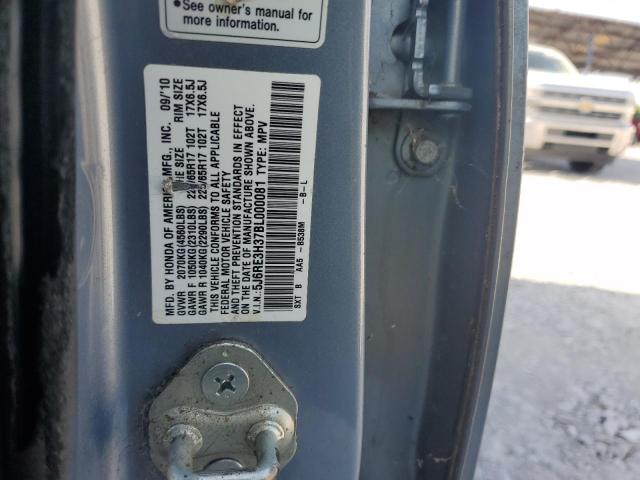 • See owner's manual for
more information.
MFD. BY HONDA OF AMERICA MFG., INC. 09/'10
GVWR 2070KG(4560LBS) TIRE SIZE RIM SIZE
GAWR F 1050KG(2310LBS) 225/65R17 102T 17X6.5J
GAWR R 1040KG(2290LBS) 225/65R17 102T 17X6.5J
THIS VEHICLE CONFORMS TO ALL APPLICABLE
FEDERAL MOTOR VEHICLE SAFETY
AND THEFT PREVENTION STANDARDS IN EFFECT
ON THE DATE OF MANUFACTURE SHOWN ABOVE.
V.I.N.: 5J6RE3H37BL000081 TYPE: MPV
SXT B AA5 -B538M -B-L